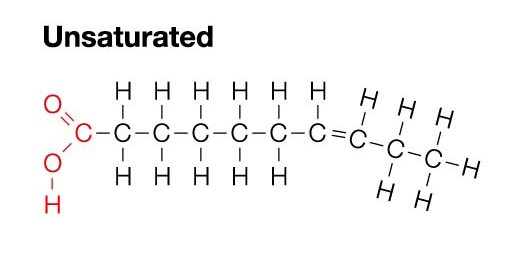 Unsaturated
H H H H H H H H H
O
C–C–C–C–C–C–C=C–C–C–H
O
H H H H H H H
H